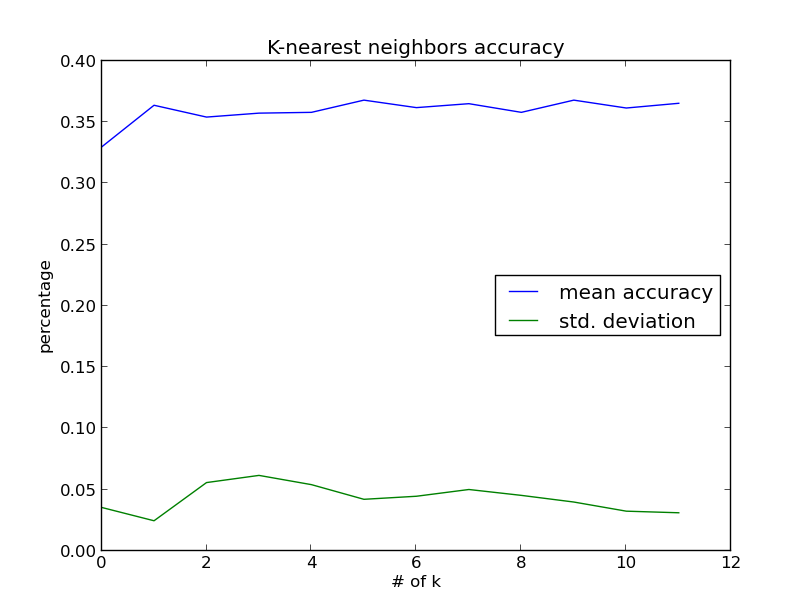 K-nearest neighbors accuracy
0.40
0.35
0.30
0.25
0.20
0.15
0.10
0.05
0.00
percentage
mean accuracy
std. deviation
0 2 4 6 8 10 12
# of k